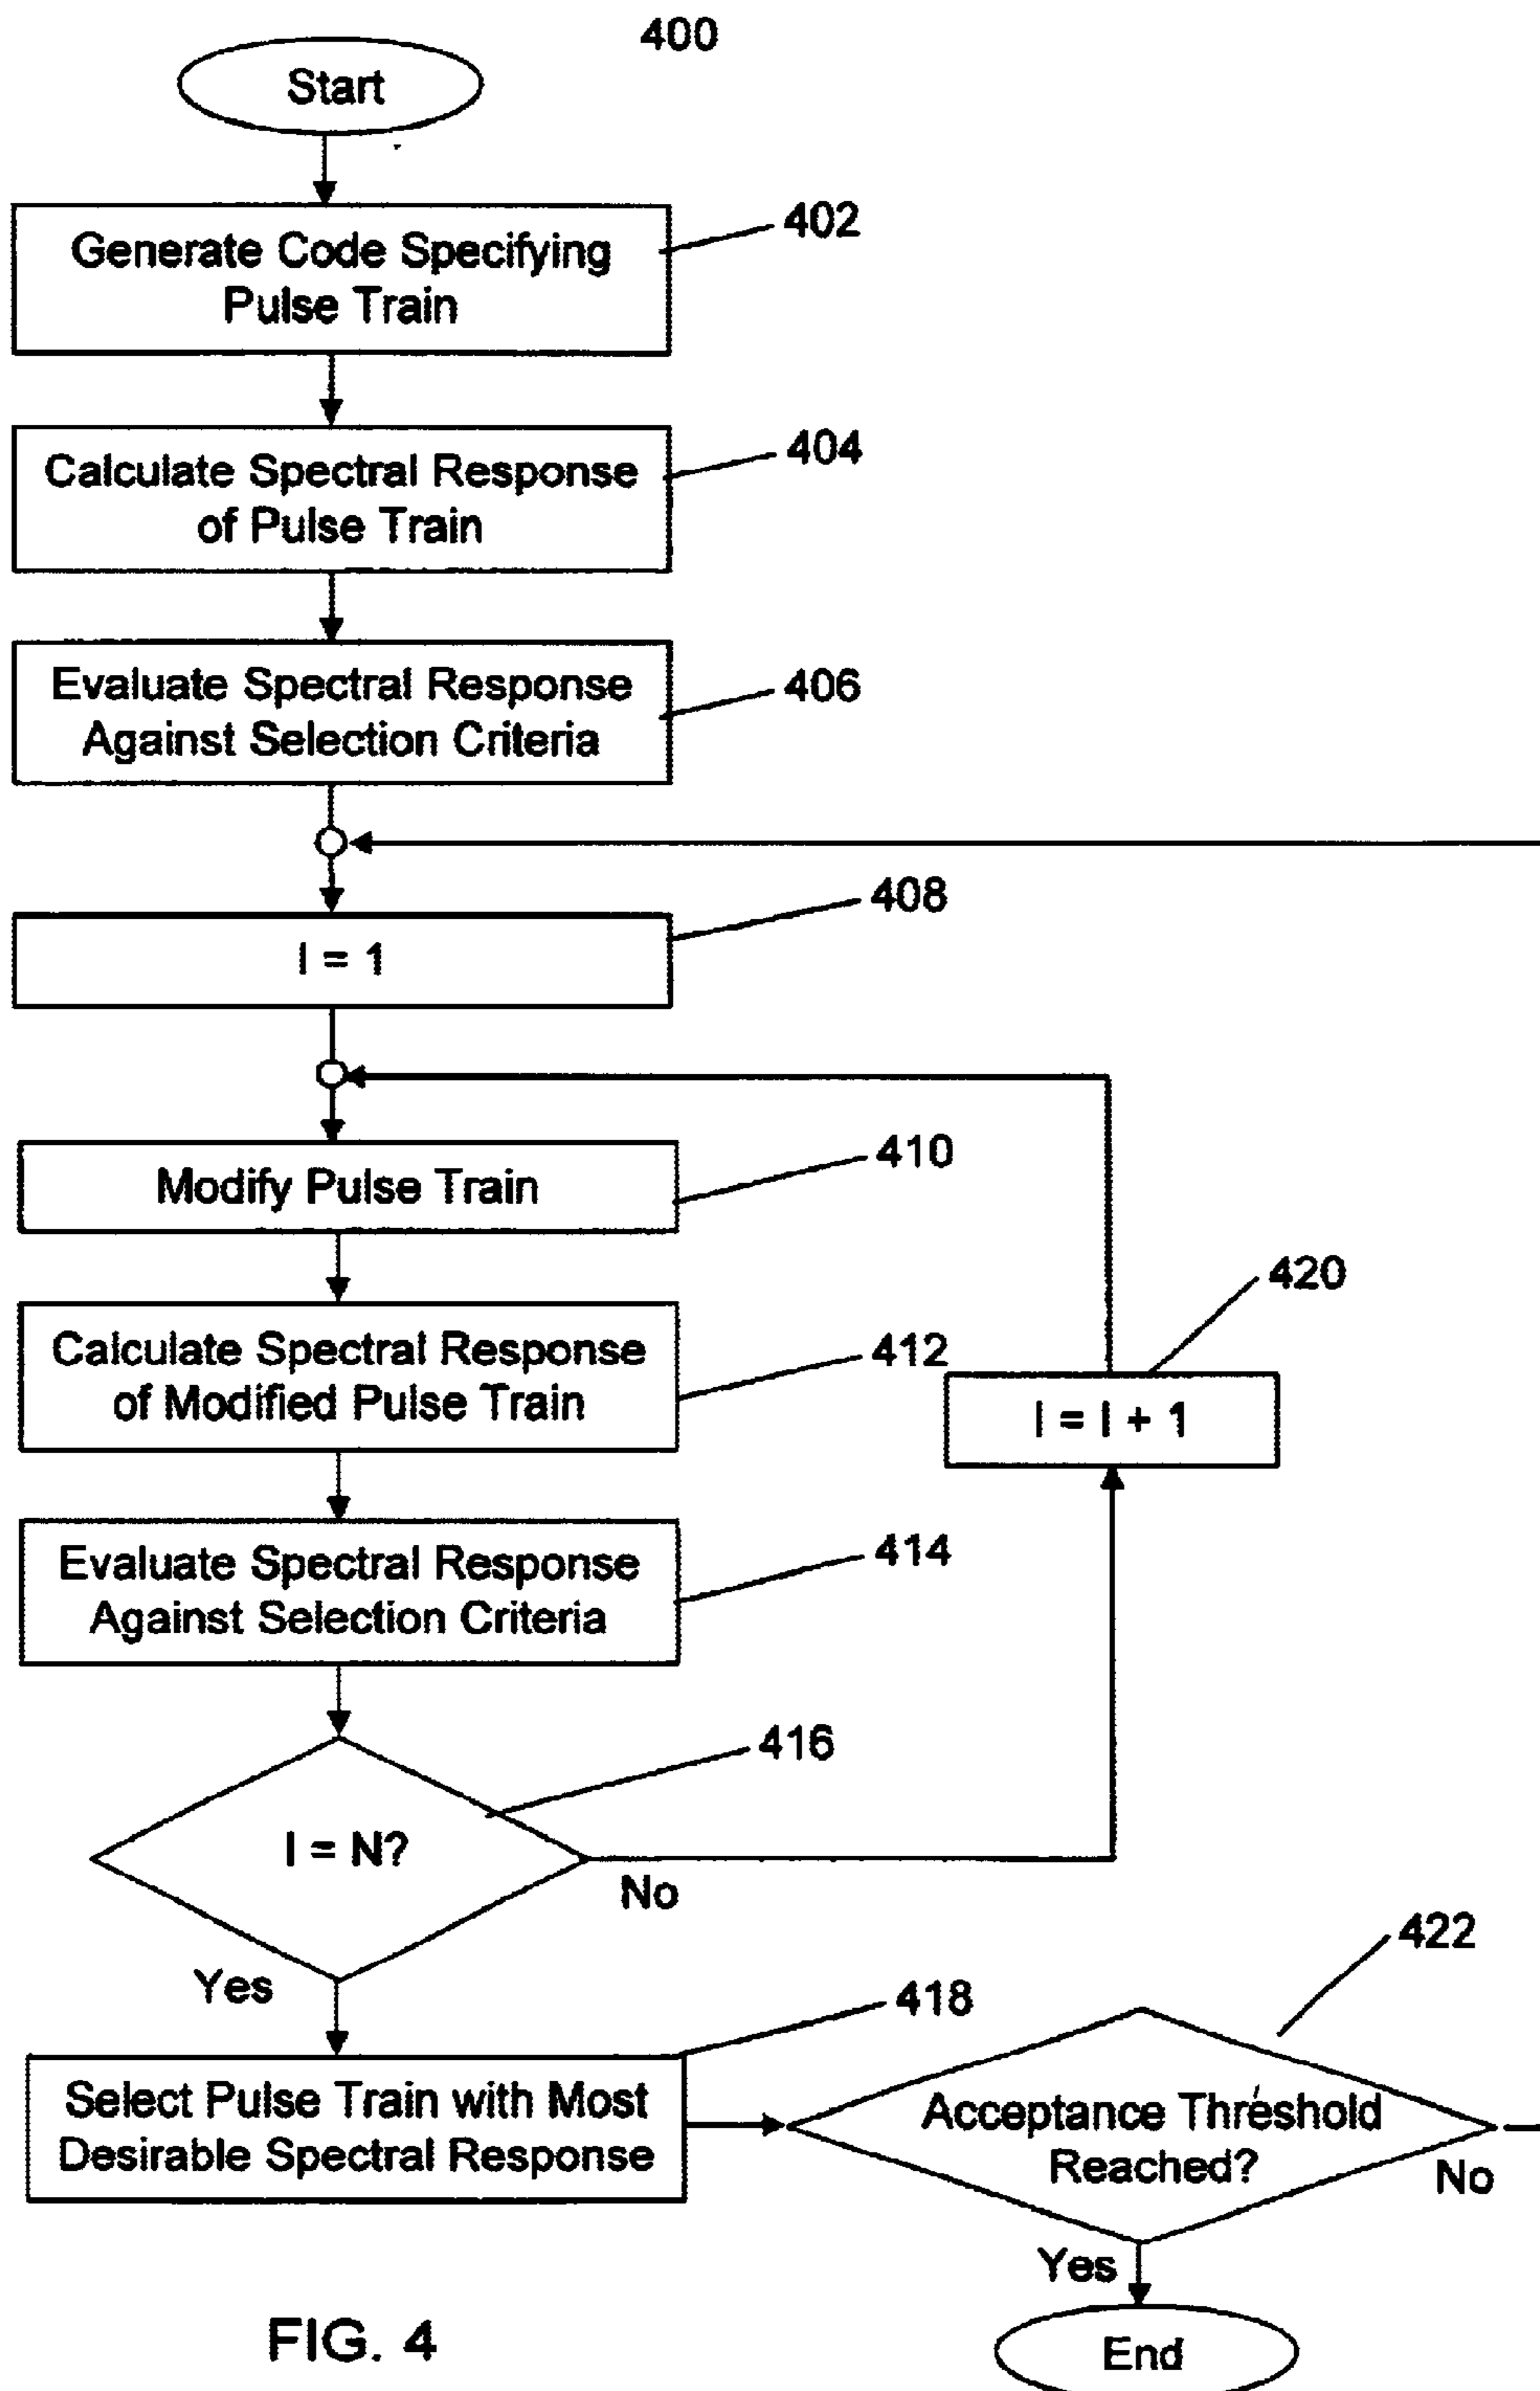 400
Start
402
Generate Code Specifying
Pulse Train
404
Calculate Spectral Response
of Pulse Train
406
Evaluate Spectral Response
Against Selection Criteria
408
I = 1
410
Modify Pulse Train
420
412
Calculate Spectral Response
of Modified Pulse Train
I = I + 1
414
Evaluate Spectral Response
Against Selection Criteria
416
I = N?
No
Yes
422
418
Select Pulse Train with Most
Desirable Spectral Response
Acceptance Threshold
Reached?
No
Yes
End
FIG. 4